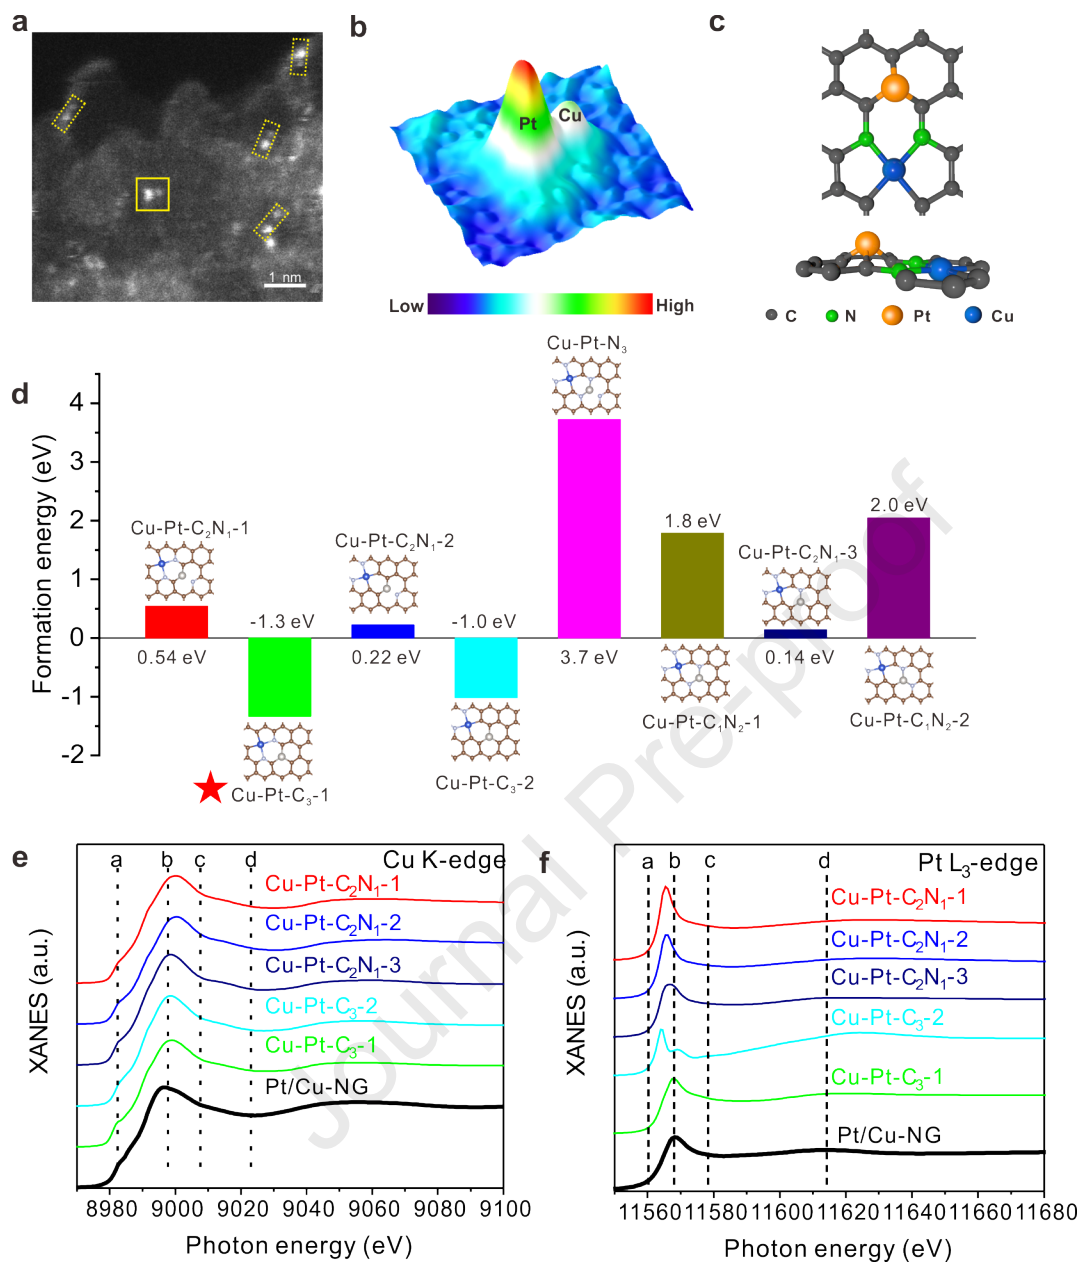 a
1 nm
b
Pt
Cu
Low
High
c
C
N
Pt
Cu
d
Formation energy (eV)
4
3
2
1
0
-1
-2
Cu-Pt-C2N1-1
0.54 eV
-1.3 eV
Cu-Pt-C3-1
Cu-Pt-C2N1-2
0.22 eV
-1.0 eV
Cu-Pt-C3-2
Cu-Pt-N3
3.7 eV
1.8 eV
Cu-Pt-C1N2-1
Cu-Pt-C2N1-3
0.14 eV
2.0 eV
Cu-Pt-C1N2-2
e
XANES (a.u.)
a
b
c
d
Cu K-edge
Cu-Pt-C2N1-1
Cu-Pt-C2N1-2
Cu-Pt-C2N1-3
Cu-Pt-C3-2
Cu-Pt-C3-1
Pt/Cu-NG
8980 9000 9020 9040 9060 9080 9100
Photon energy (eV)
f
XANES (a.u.)
a
b
c
d
Pt L3-edge
Cu-Pt-C2N1-1
Cu-Pt-C2N1-2
Cu-Pt-C2N1-3
Cu-Pt-C3-2
Cu-Pt-C3-1
Pt/Cu-NG
11560 11580 11600 11620 11640 11660 11680
Photon energy (eV)
Journal Pre-proof